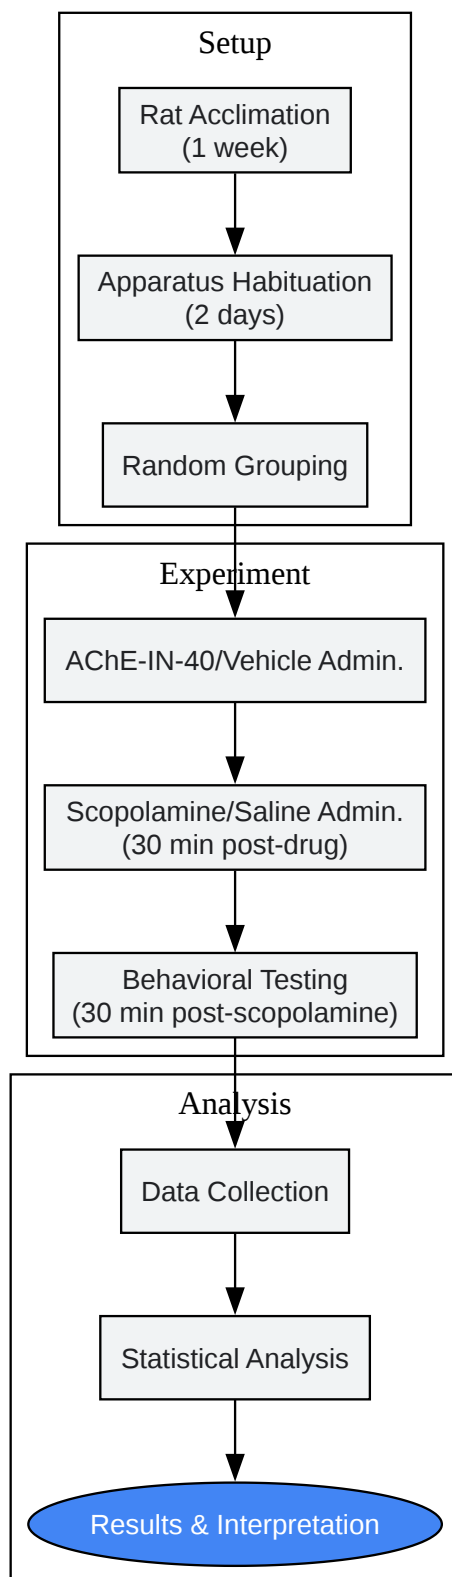 Setup
Rat Acclimation
(1 week)
Apparatus Habituation
(2 days)
Random Grouping
Experiment
AChE-IN-40/Vehicle Admin.
Scopolamine/Saline Admin.
(30 min post-drug)
Behavioral Testing
(30 min post-scopolamine)
Analysis
Data Collection
Statistical Analysis
Results & Interpretation